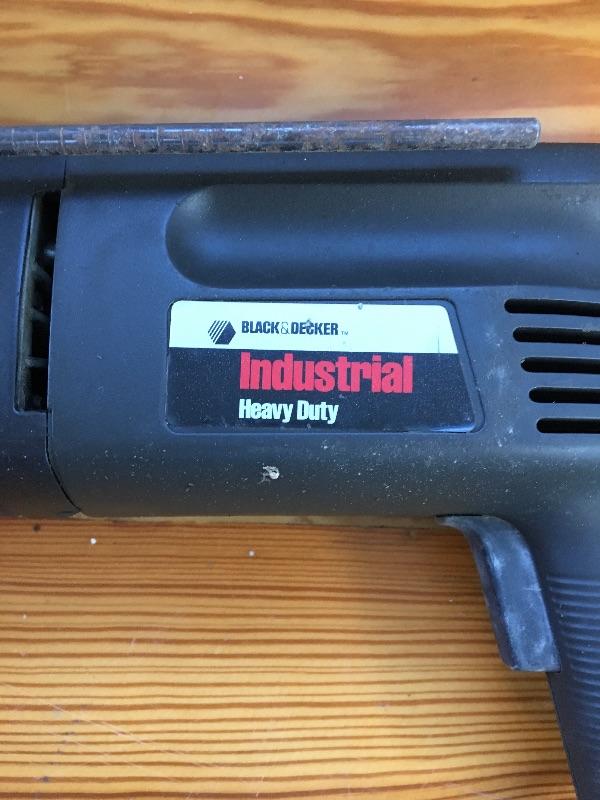 BLACK&DECKER™
Industrial
Heavy Duty